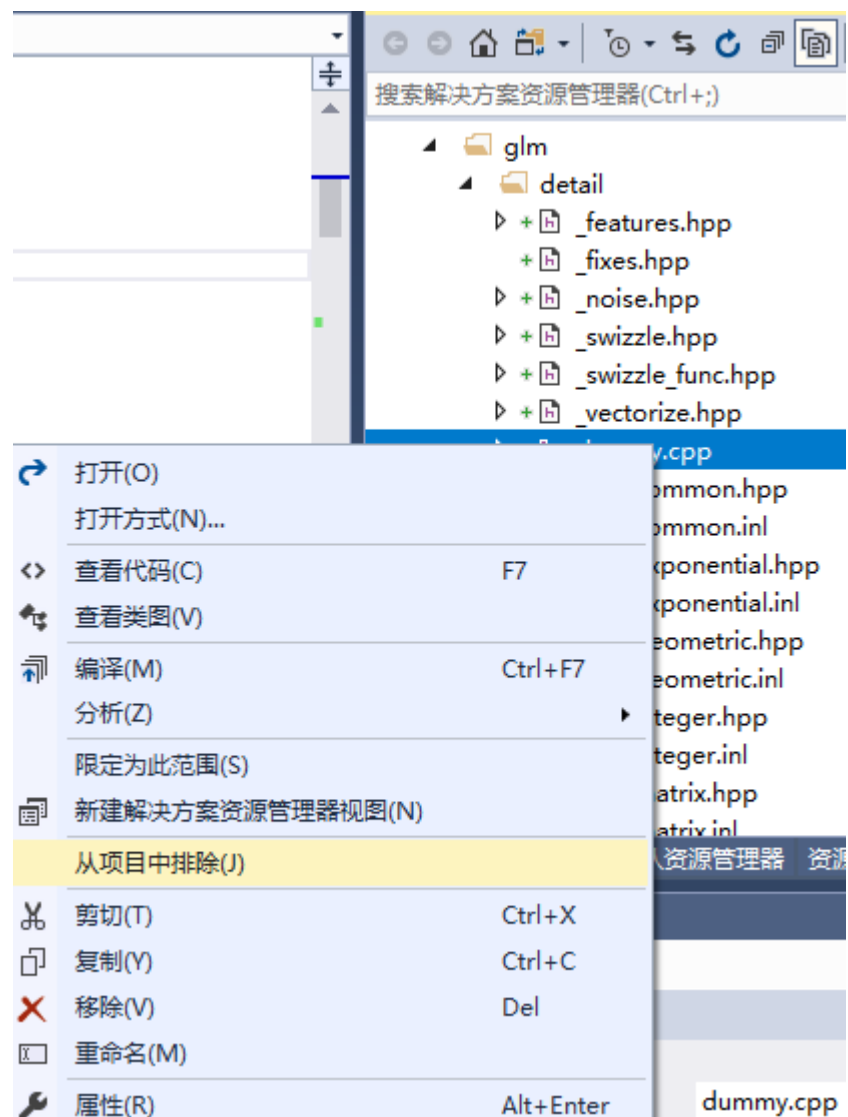 搜索解决方案资源管理器(Ctrl+;)
glm
detail
_features.hpp
_fixes.hpp
_noise.hpp
_swizzle.hpp
_swizzle_func.hpp
_vectorize.hpp
y.cpp
ommon.hpp
ommon.inl
xponential.hpp
xponential.inl
eometric.hpp
eometric.inl
teger.hpp
teger.inl
atrix.hpp
atrix.inl
资源管理器 资源
打开(O)
打开方式(N)...
查看代码(C) F7
查看类图(V)
编译(M) Ctrl+F7
分析(Z)
限定为此范围(S)
新建解决方案资源管理器视图(N)
从项目中排除(J)
剪切(T) Ctrl+X
复制(Y) Ctrl+C
移除(V) Del
重命名(M)
属性(R) Alt+Enter
dummy.cpp